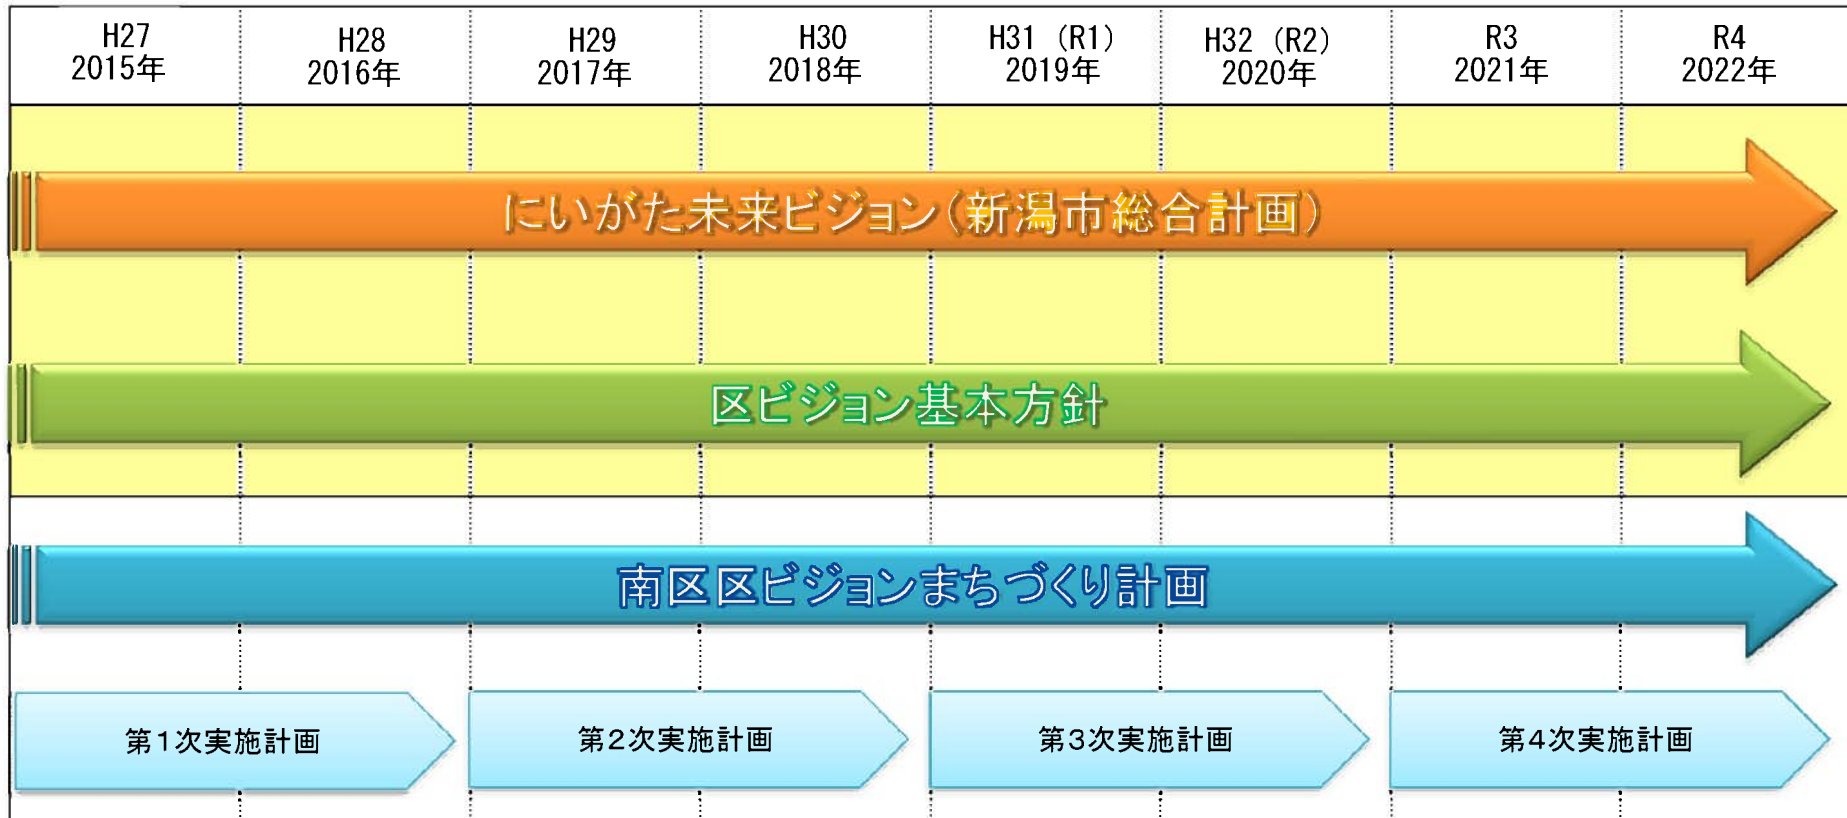 H27
2015年
H28
2016年
H29
2017年
H30
2018年
H31 (R1)
2019年
H32 (R2)
2020年
R3
2021年
R4
2022年
にいがた未来ビジョン(新潟市総合計画)
区ビジョン基本方針
南区区ビジョンまちづくり計画
第1次実施計画
第2次実施計画
第3次実施計画
第4次実施計画